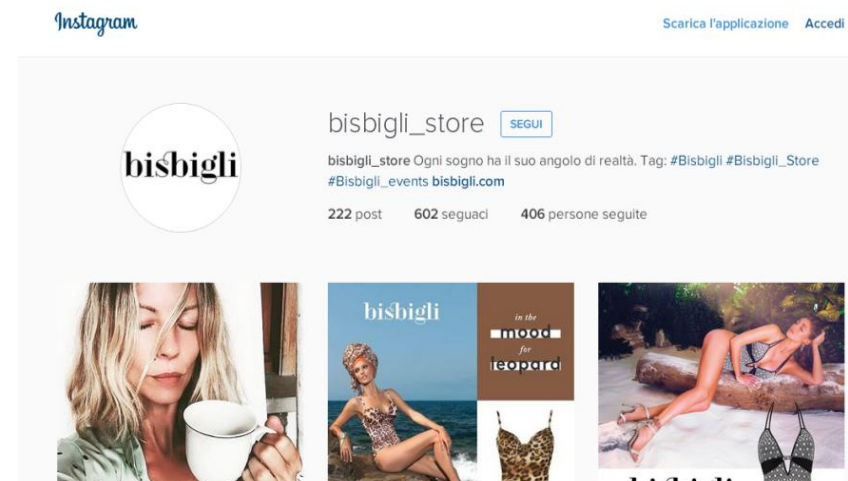 Instagram
Scarica l'applicazione Accedi
bisbigli
bisbigli_store SEGUI
bisbigli_store Ogni sogno ha il suo angolo di realtà. Tag: #Bisbigli #Bisbigli_Store
#Bisbigli_events bisbigli.com
222 post 602 seguaci 406 persone seguite
bisbigli
in the
mood
for
leopard